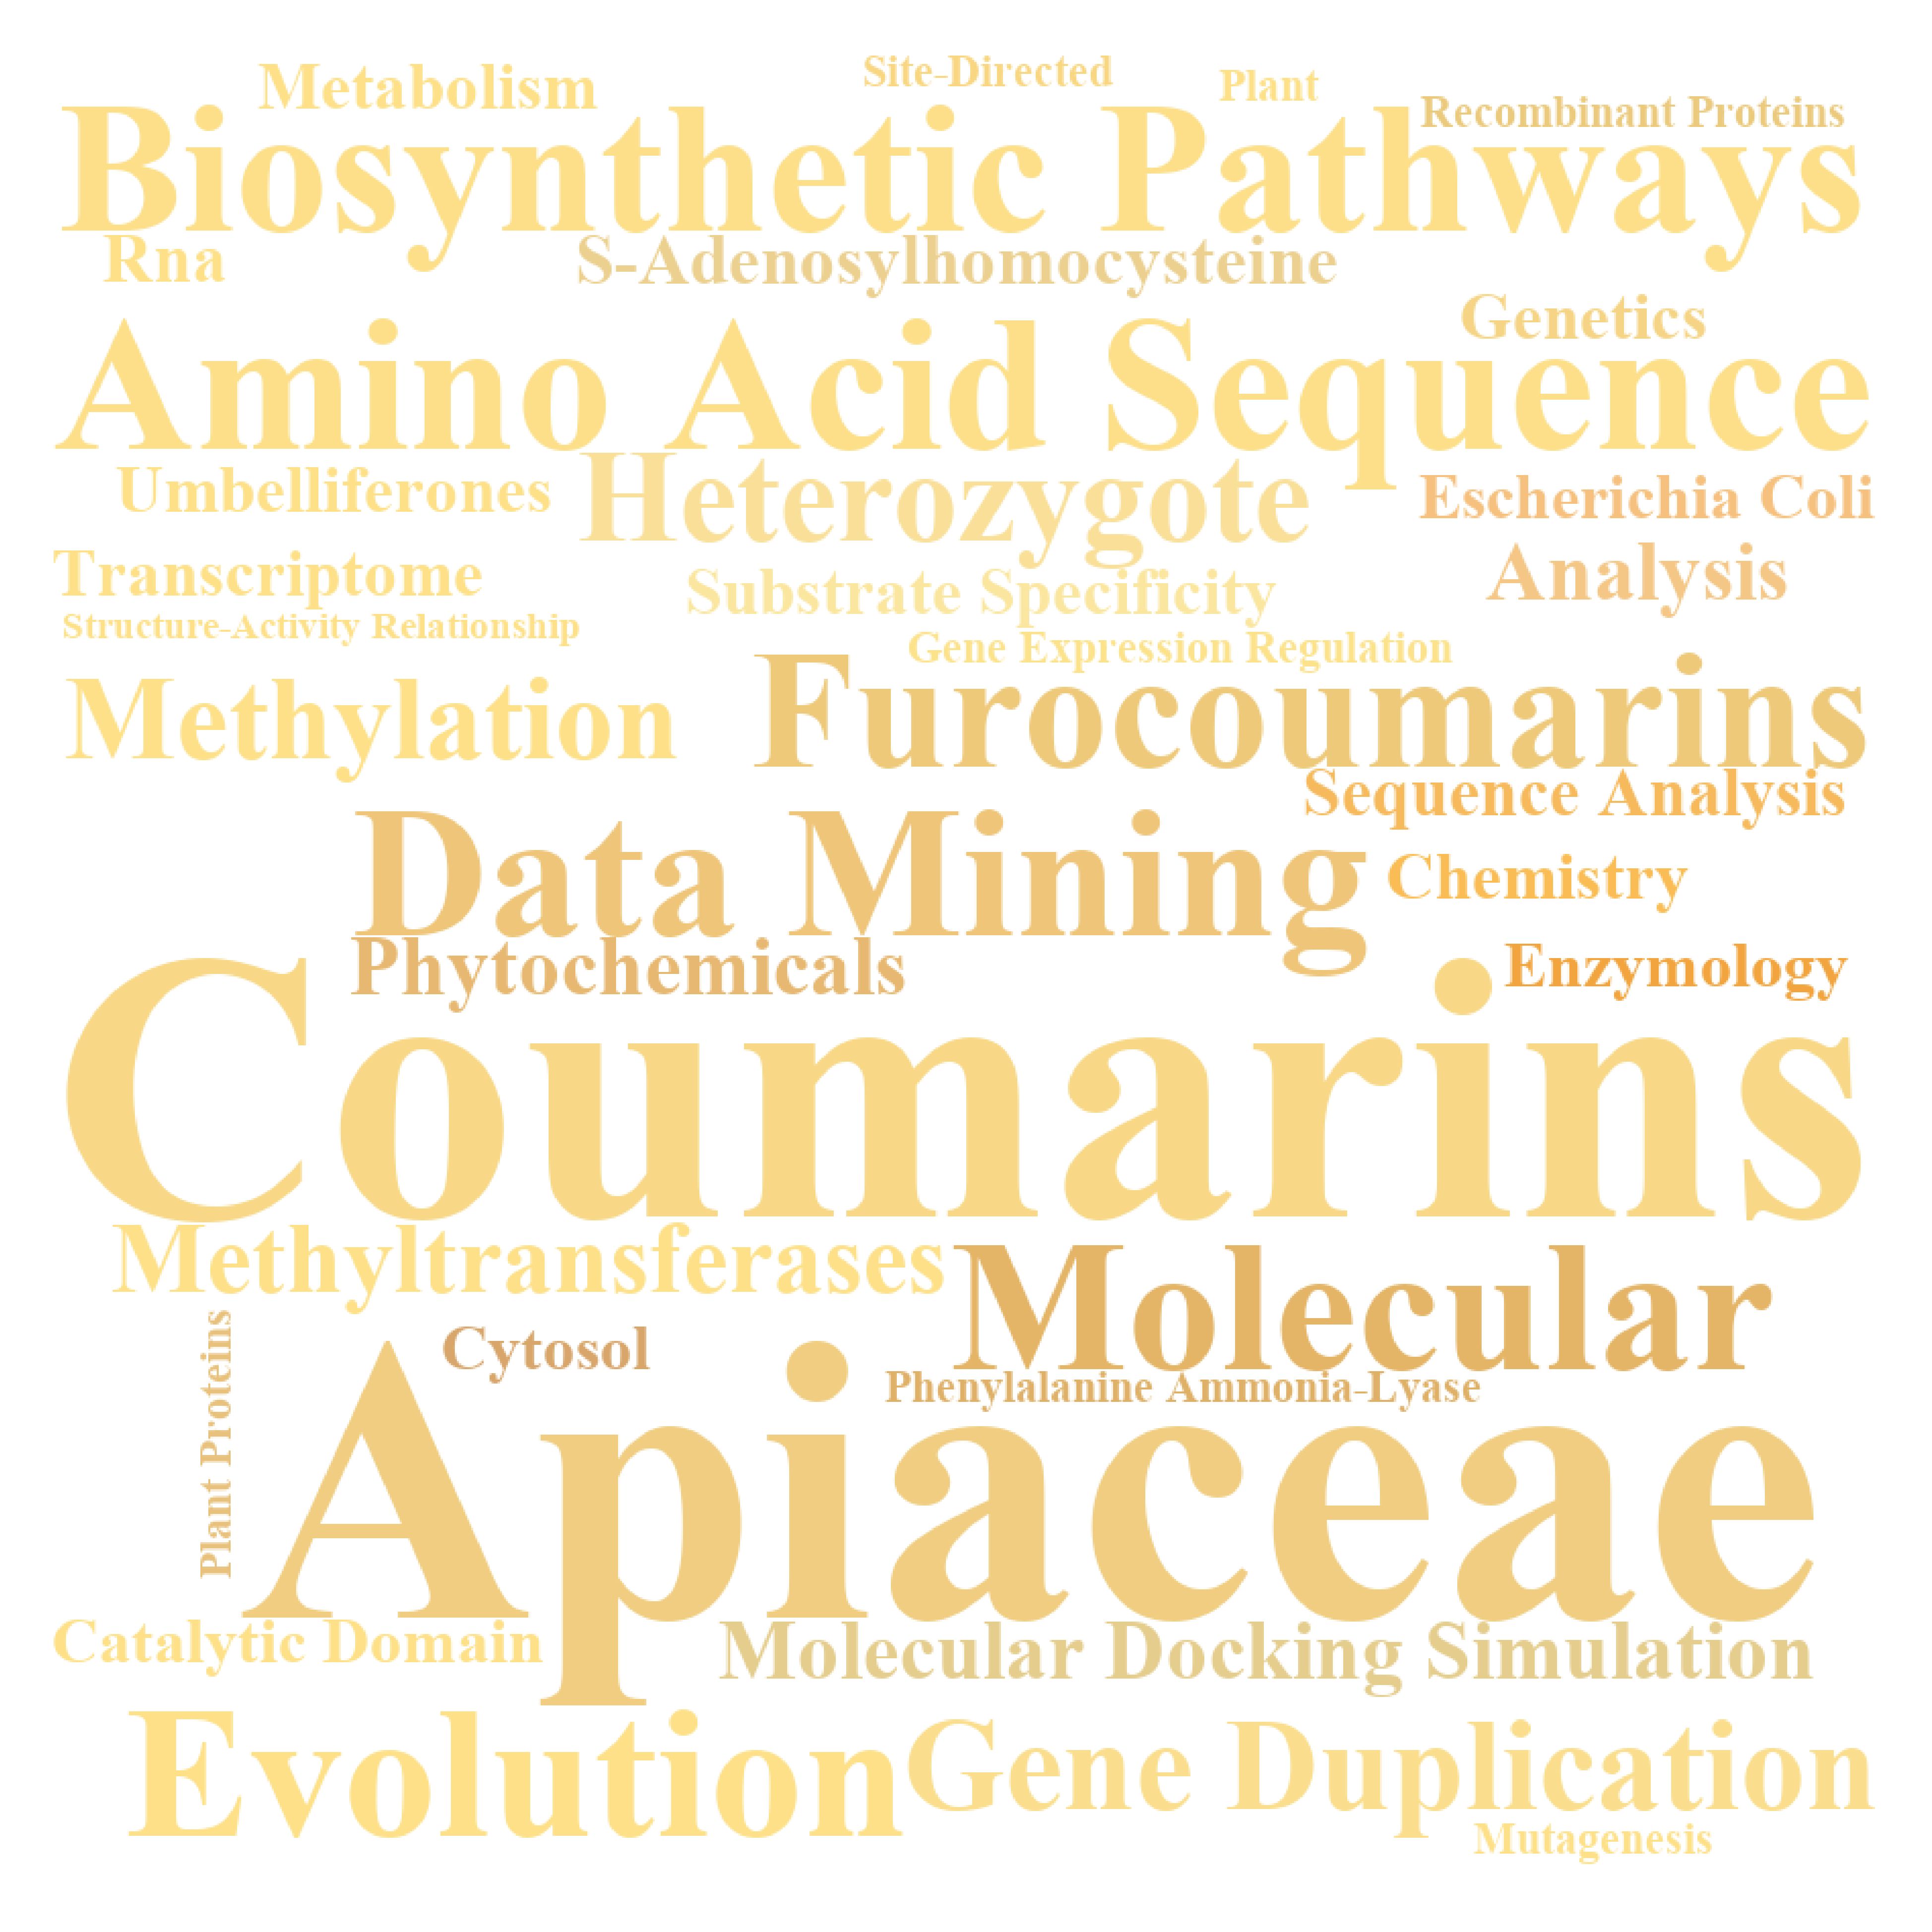 Metabolism
Site-Directed
Plant
Recombinant Proteins
Biosynthetic Pathways
Rna
S-Adenosylhomocysteine
Genetics
Amino Acid Sequence
Umbelliferones
Heterozygote
Escherichia Coli
Transcriptome
Substrate Specificity
Analysis
Structure-Activity Relationship
Gene Expression Regulation
Methylation
Furocoumarins
Sequence Analysis
Data Mining
Chemistry
Phytochemicals
Enzymology
Coumarins
Methyltransferases
Molecular
Cytosol
Phenylalanine Ammonia-Lyase
Plant Proteins
Apiaceae
Catalytic Domain
Molecular Docking Simulation
Evolution
Gene Duplication
Mutagenesis